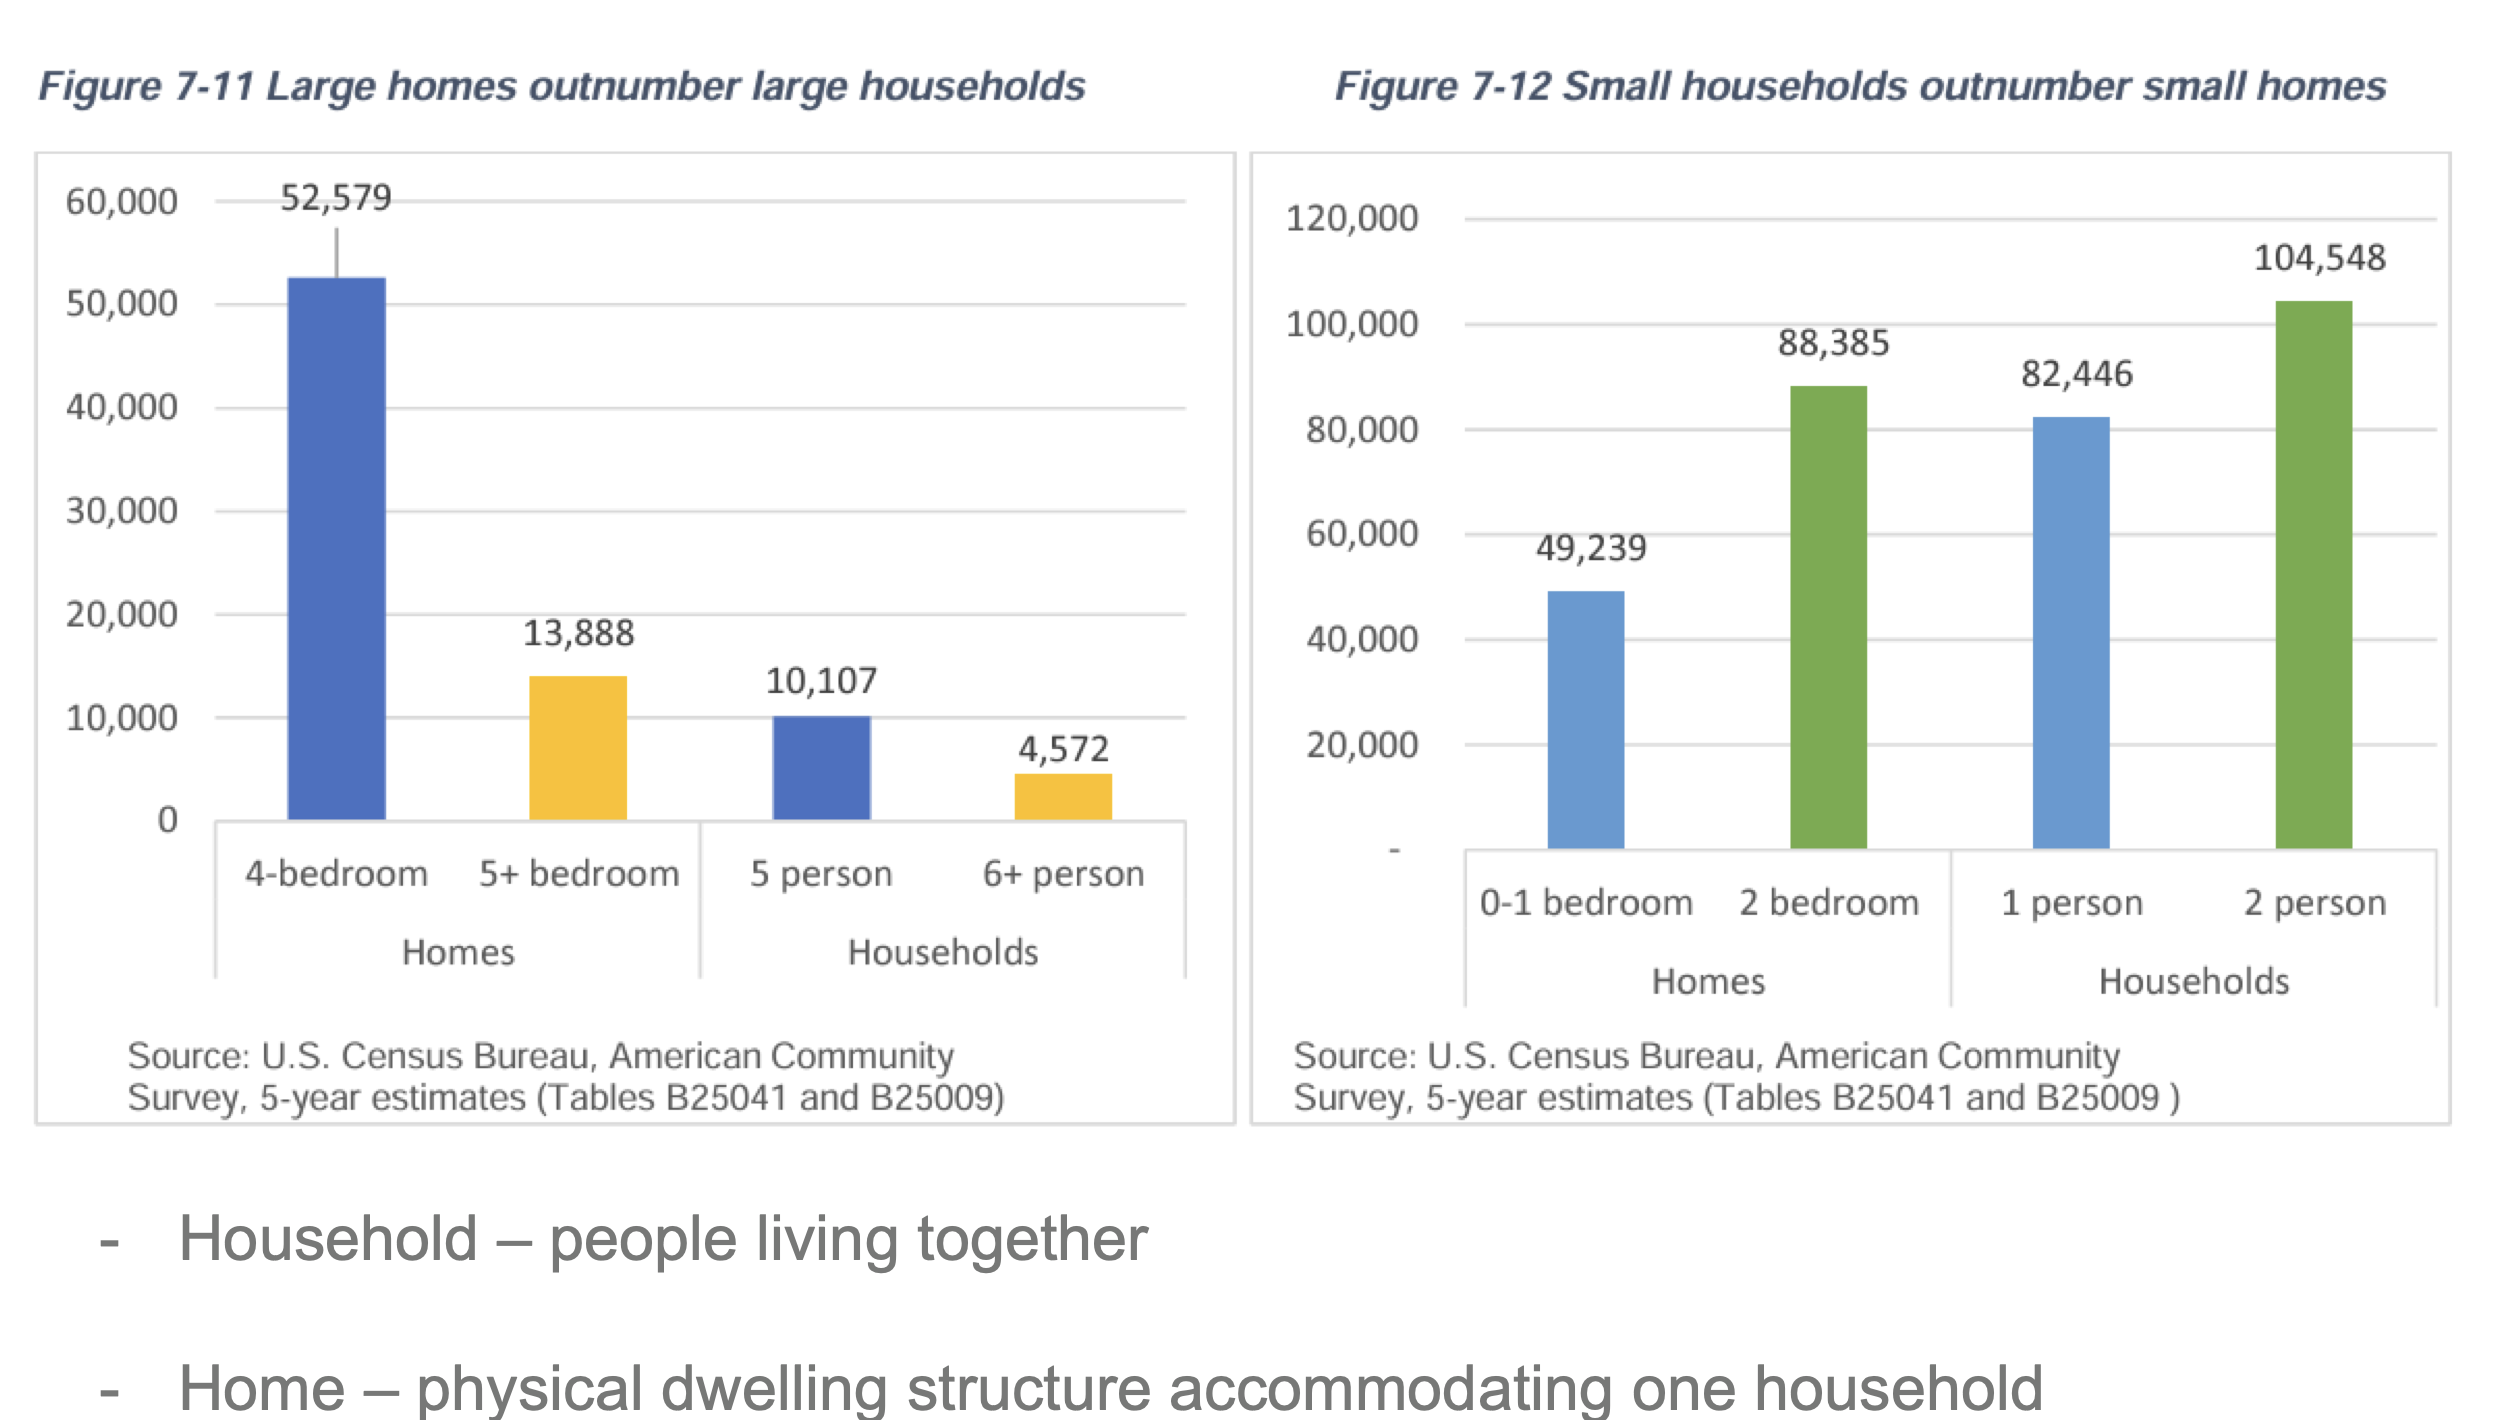 Figure 7-11 Large homes outnumber large households
60,000
50,000
40,000
30,000
20,000
10,000
0
52,579
13,888
10,107
4,572
4-bedroom
5+ bedroom
5 person
6+ person
Homes
Households
Source: U.S. Census Bureau, American Community
Survey, 5-year estimates (Tables B25041 and B25009)
Figure 7-12 Small households outnumber small homes
120,000
100,000
80,000
60,000
40,000
20,000
-
49,239
88,385
82,446
104,548
0-1 bedroom
2 bedroom
1 person
2 person
Homes
Households
Source: U.S. Census Bureau, American Community
Survey, 5-year estimates (Tables B25041 and B25009 )
- Household – people living together
- Home – physical dwelling structure accommodating one household